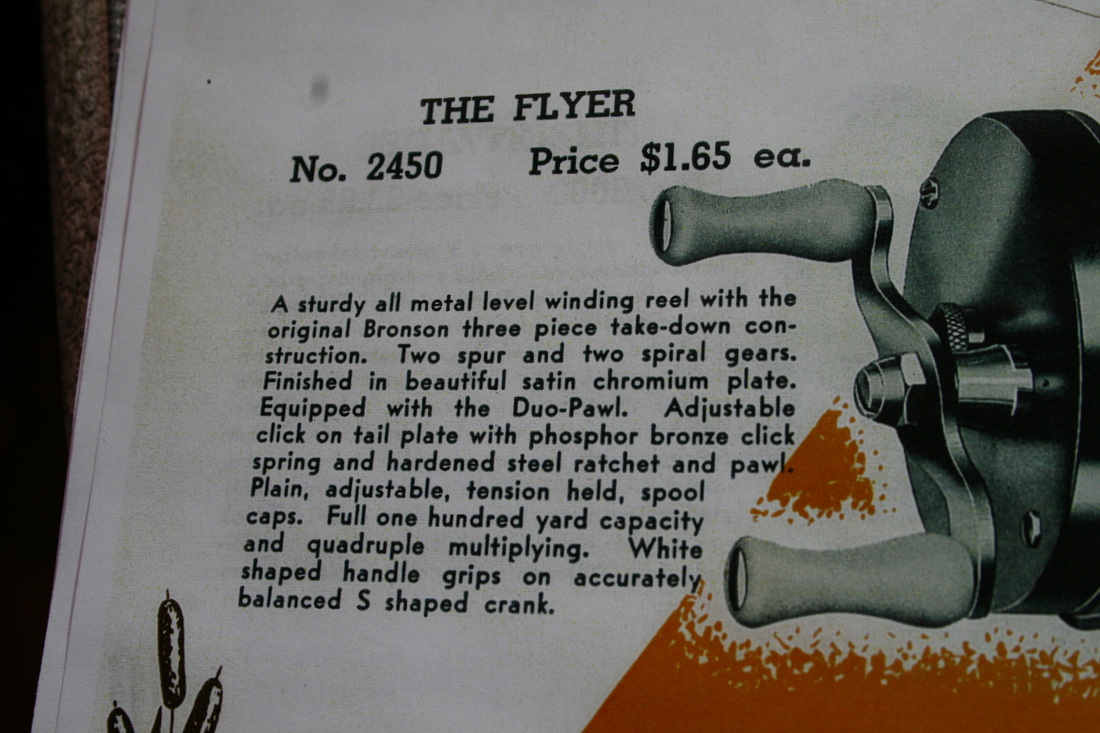 THE FLYER
No. 2450 Price $1.65 ea.
A sturdy all metal level winding reel with the
original Bronson three piece take-down con-
struction. Two spur and two spiral gears.
Finished in beautiful satin chromium plate.
Equipped with the Duo-Pawl. Adjustable
click on tail plate with phosphor bronze click
spring and hardened steel ratchet and pawl.
Plain, adjustable, tension held, spool
caps. Full one hundred yard capacity
and quadruple multiplying. White
shaped handle grips on accurately
balanced S shaped crank.